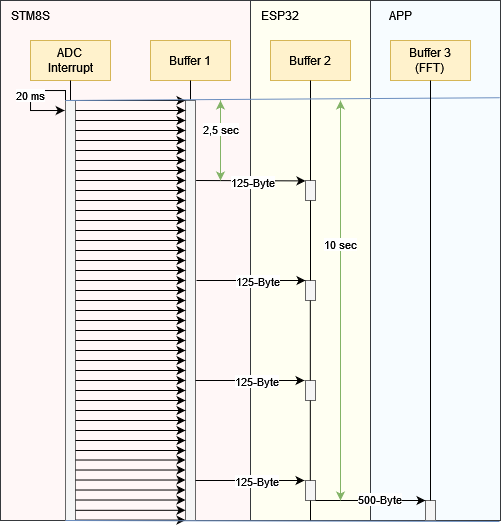 STM8S
ESP32
APP
ADC
Interrupt
Buffer 1
Buffer 2
Buffer 3
(FFT)
20 ms
2,5 sec
125-Byte
10 sec
125-Byte
125-Byte
125-Byte
500-Byte